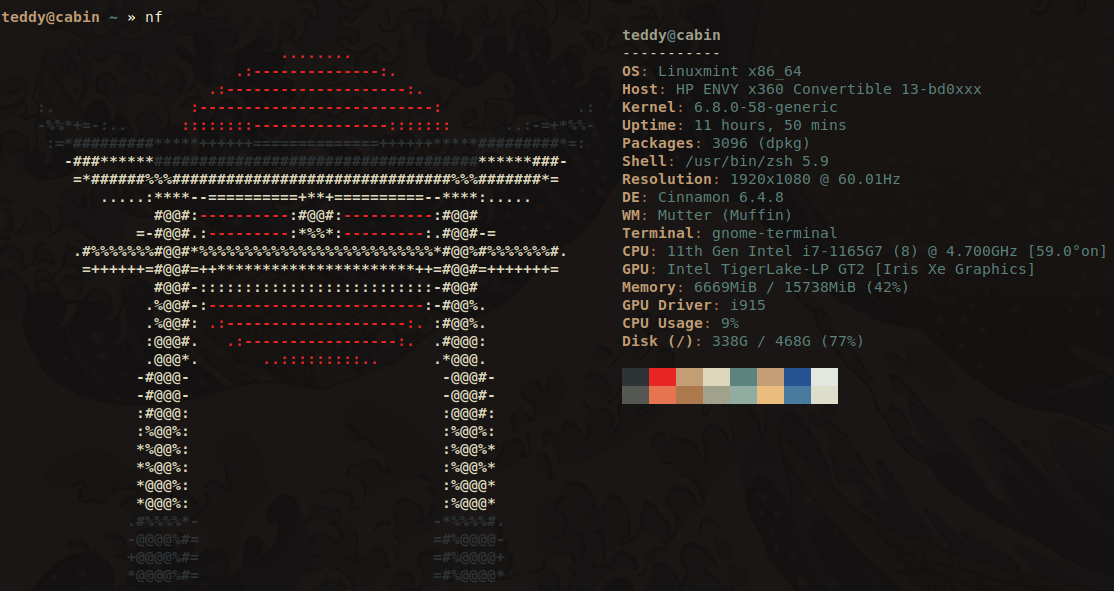 teddy@cabin ~ » nf
teddy@cabin
-----------
OS: Linuxmint x86_64
Host: HP ENVY x360 Convertible 13-bd0xxx
Kernel: 6.8.0-58-generic
Uptime: 11 hours, 50 mins
Packages: 3096 (dpkg)
Shell: /usr/bin/zsh 5.9
Resolution: 1920x1080 @ 60.01Hz
DE: Cinnamon 6.4.8
WM: Mutter (Muffin)
Terminal: gnome-terminal
CPU: 11th Gen Intel i7-1165G7 (8) @ 4.700GHz [59.0°on]
GPU: Intel TigerLake-LP GT2 [Iris Xe Graphics]
Memory: 6669MiB / 15738MiB (42%)
GPU Driver: i915
CPU Usage: 9%
Disk (/): 338G / 468G (77%)